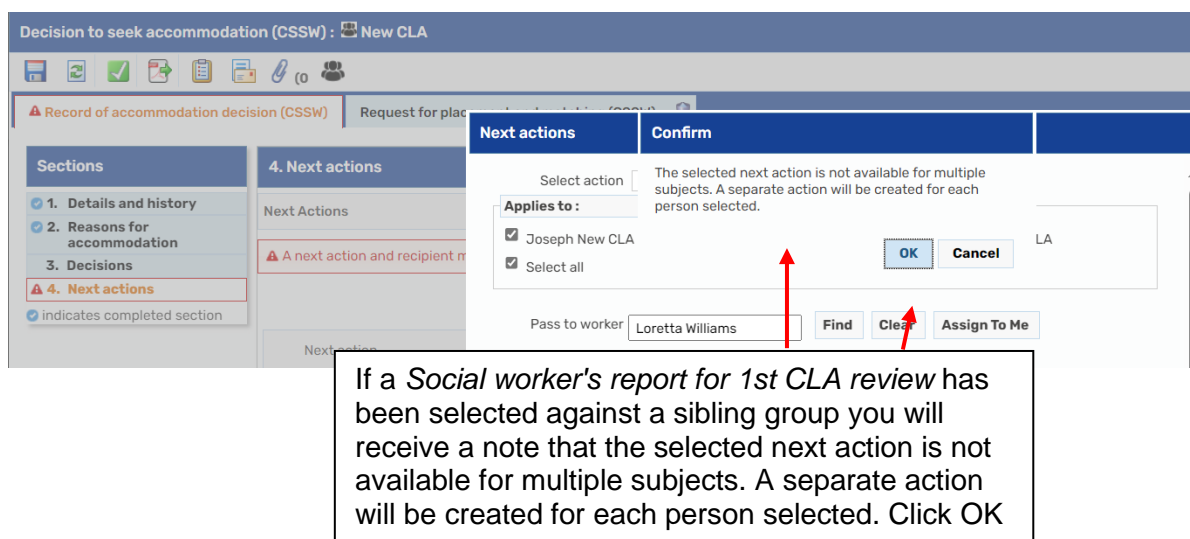 Decision to seek accommodation (CSSW) : New CLA
(0
Record of accommodation decision (CSSW)
Request for plac
Sections
1. Details and history
2. Reasons for
accommodation
3. Decisions
4. Next actions
indicates completed section
4. Next actions
Next Actions
A next action and recipient m
Next action
Next actions
Confirm
Select action
The selected next action is not available for multiple
subjects. A separate action will be created for each
person selected.
Applies to :
Joseph New CLA
LA
Select all
OK
Cancel
Pass to worker
Loretta Williams
Find
Clear
Assign To Me
If a Social worker's report for 1st CLA review has
been selected against a sibling group you will
receive a note that the selected next action is not
available for multiple subjects. A separate action
will be created for each person selected. Click OK